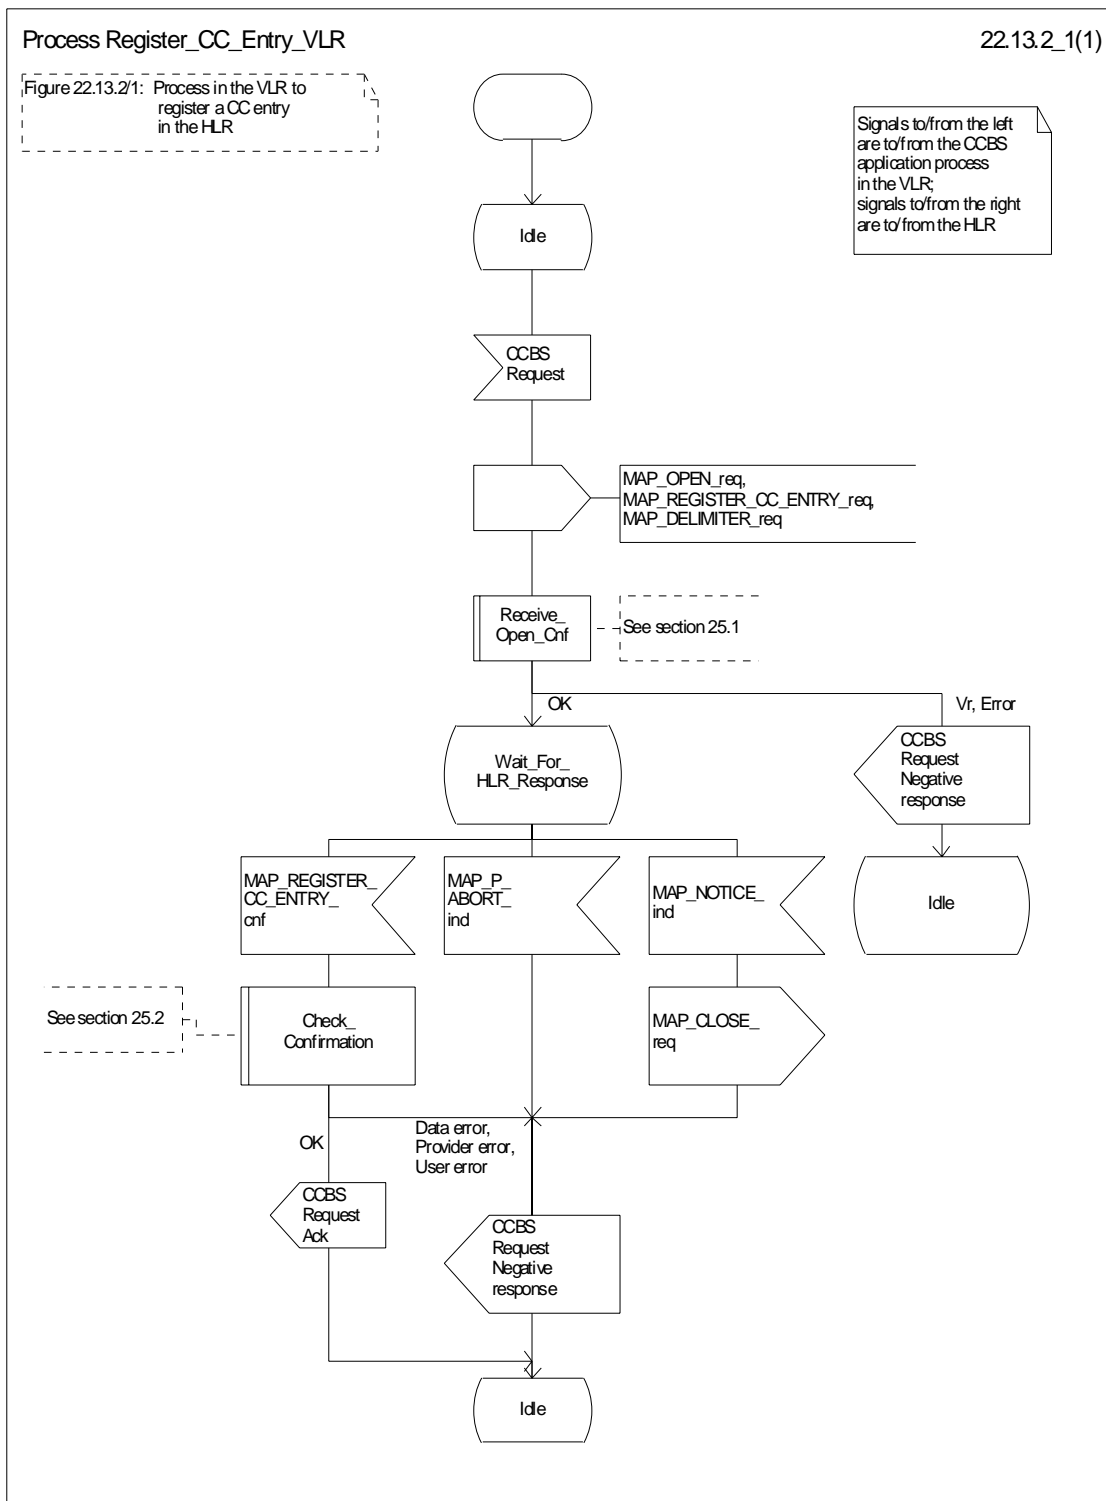 Process Register_CC_Entry_VLR
22.13.2_1(1)
Figure 22.13.2/1: Process in the VLR to
register a CC entry
in the HLR
Signals to/from the left
are to/from the CCBS
application process
in the VLR;
signals to/from the right
are to/from the HLR
Idle
CCBS
Request
MAP_OPEN_req,
MAP_REGISTER_CC_ENTRY_req,
MAP_DELIMITER_req
Receive_
Open_Cnf
See section 25.1
OK
Vr, Error
Wait_For_
HLR_Response
CCBS
Request
Negative
response
MAP_REGISTER_
CC_ENTRY_
cnf
MAP_P_
ABORT_
ind
MAP_NOTICE_
ind
Idle
See section 25.2
Check_
Confirmation
MAP_CLOSE_
req
OK
Data error,
Provider error,
User error
CCBS
Request
Ack
CCBS
Request
Negative
response
Idle